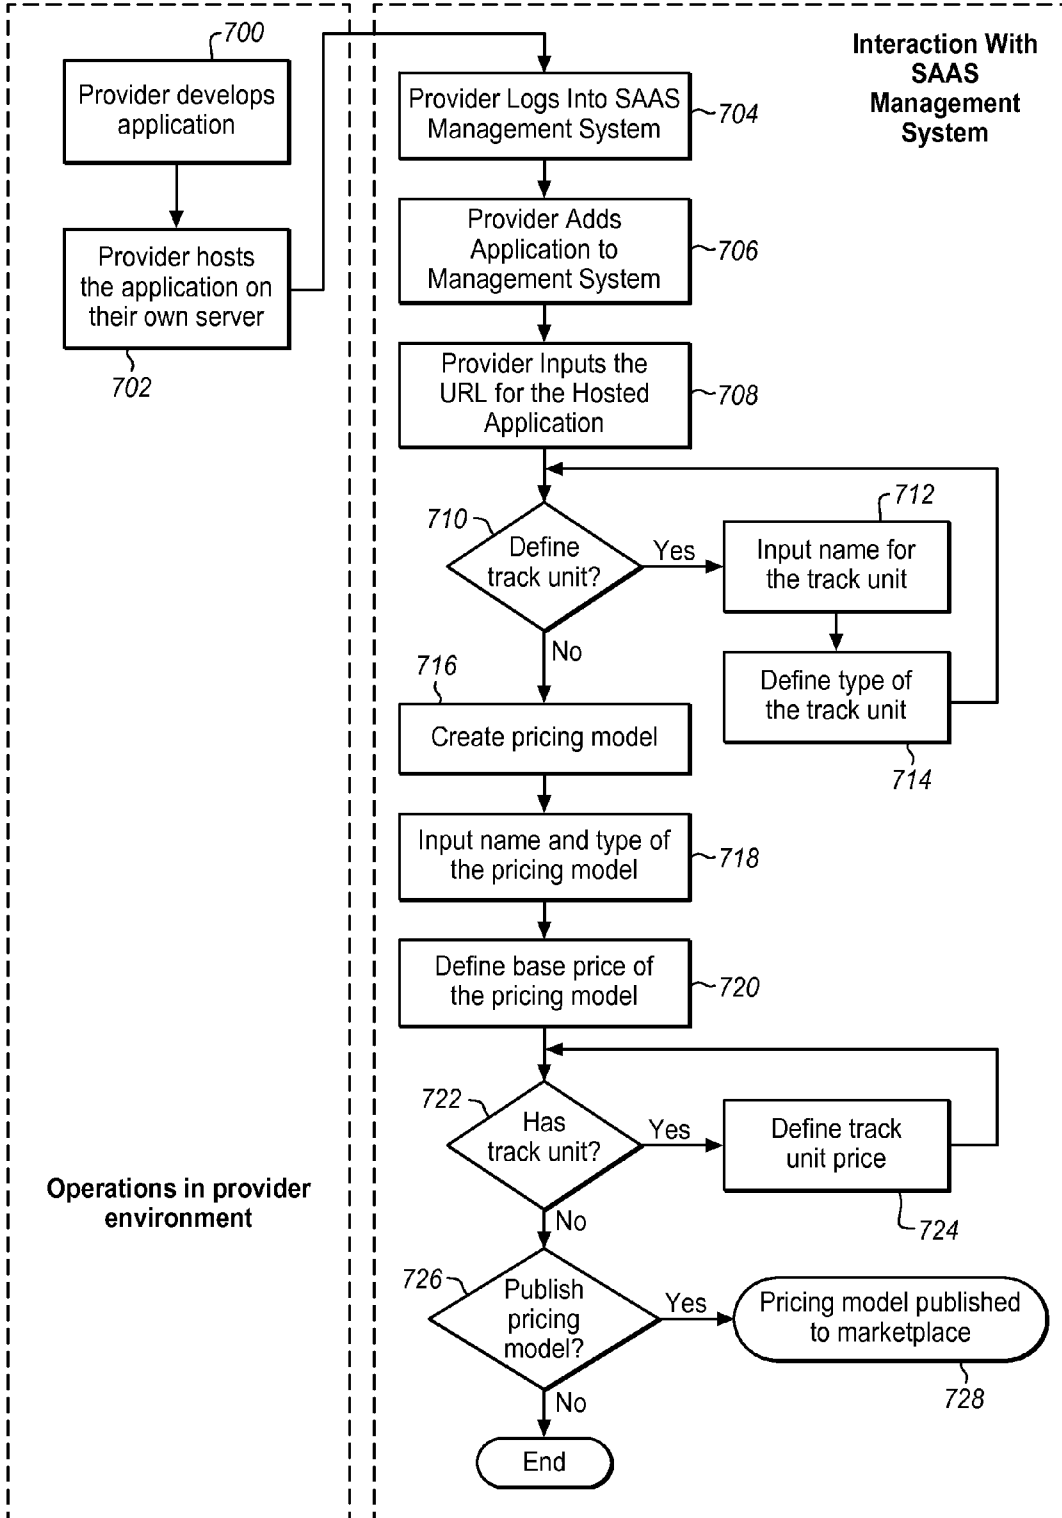 700
Provider develops
application
Provider hosts
the application on
their own server
702
Operations in provider
environment
Interaction With
SAAS
Management
System
Provider Logs Into SAAS
Management System
704
Provider Adds
Application to
Management System
706
Provider Inputs the
URL for the Hosted
Application
708
710
Define
track unit?
Yes
No
712
Input name for
the track unit
Define type of
the track unit
714
716
Create pricing model
Input name and type of
the pricing model
718
Define base price of
the pricing model
720
722
Has
track unit?
Yes
No
Define track
unit price
724
726
Publish
pricing
model?
Yes
No
Pricing model published
to marketplace
728
End